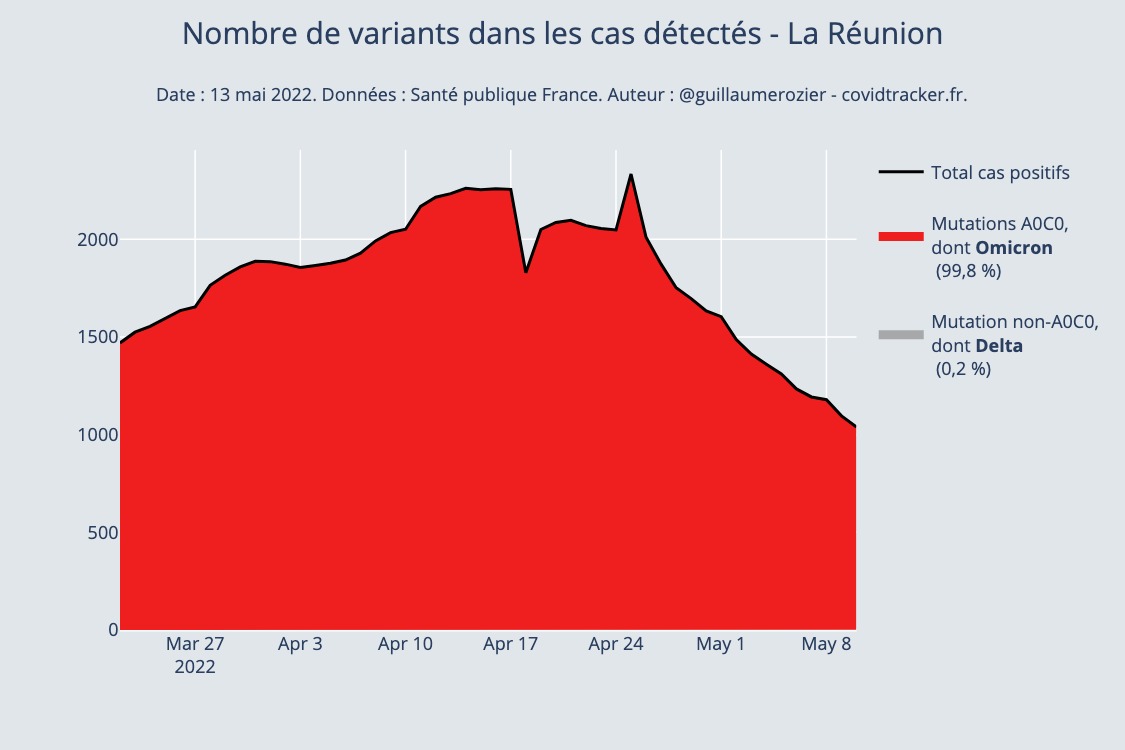 Nombre de variants dans les cas détectés - La Réunion
Date : 13 mai 2022. Données : Santé publique France. Auteur : @guillaumerozier - covidtracker.fr.
Total cas positifs
Mutations A0C0,
dont Omicron
(99,8 %)
Mutation non-A0C0,
dont Delta
(0,2 %)
2000
1500
1000
500
0
Mar 27
2022
Apr 3
Apr 10
Apr 17
Apr 24
May 1
May 8